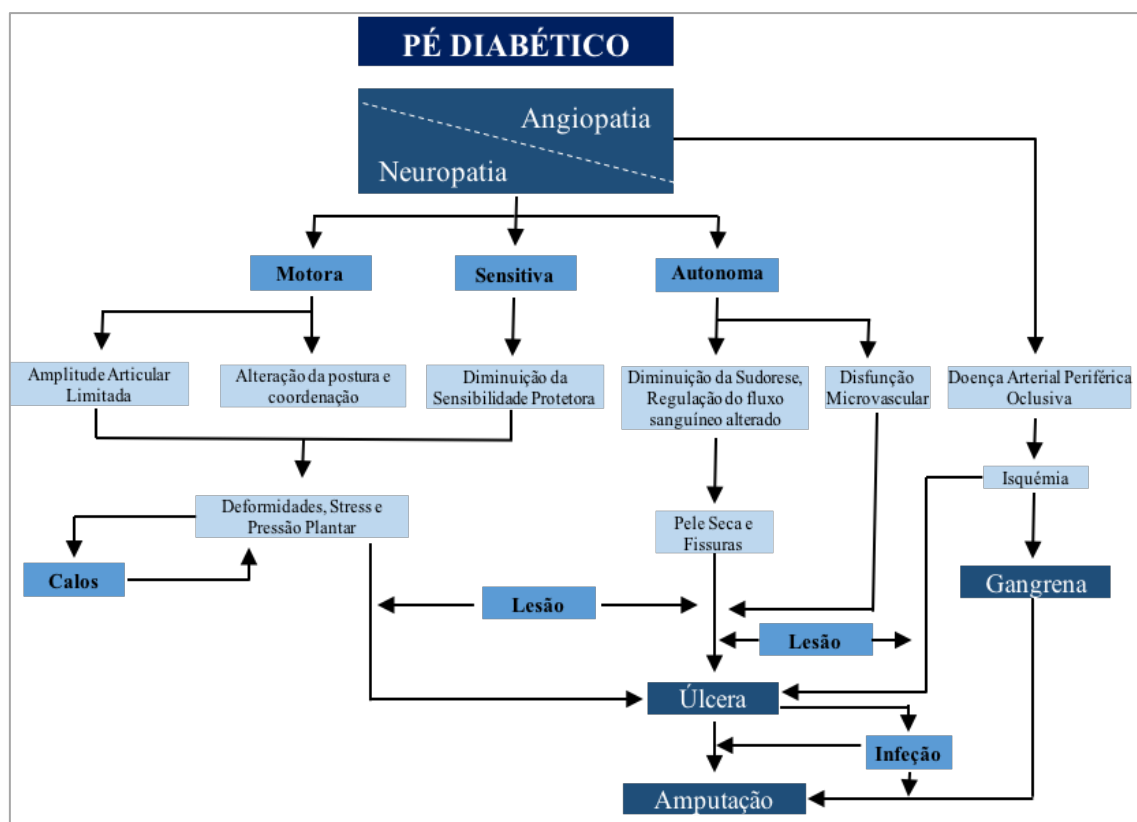 PÉ DIABÉTICO
Angiopatia
Neuropatia
Motora
Sensitiva
Autonoma
Amplitude Articular
Limitada
Alteração da postura e
coordenação
Diminuição da
Sensibilidade Protetora
Diminuição da Sudorese,
Regulação do fluxo
sanguíneo alterado
Disfunção
Microvascular
Doença Arterial Periférica
Oclusiva
Isquémia
Deformidades, Stress e
Pressão Plantar
Pele Seca e
Fissuras
Calos
Gangrena
Lesão
Lesão
Úlcera
Infeção
Amputação